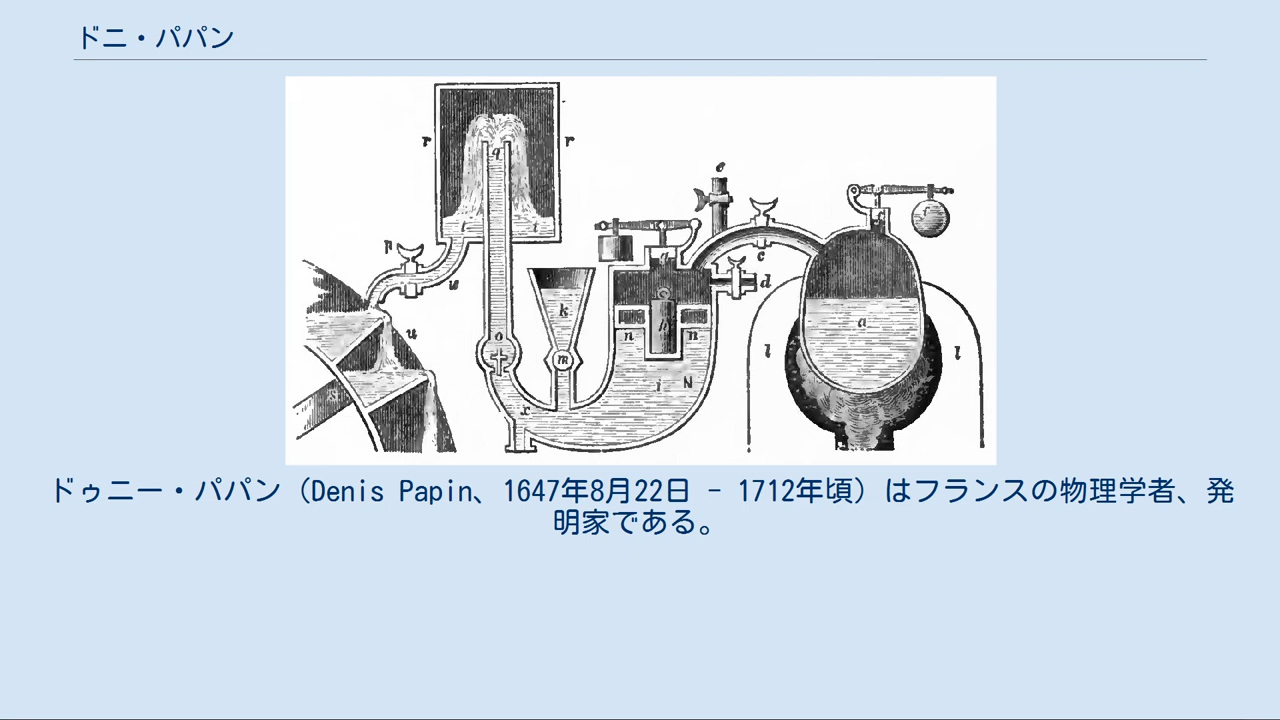 ドニ・パパン
e
r
q
r
t
t
p
g
c
d
w
k
a
u
o
n
n
l
l
m
i
N
s
x
ドゥニー・パパン（Denis Papin、1647年8月22日 - 1712年頃）はフランスの物理学者、発
明家である。